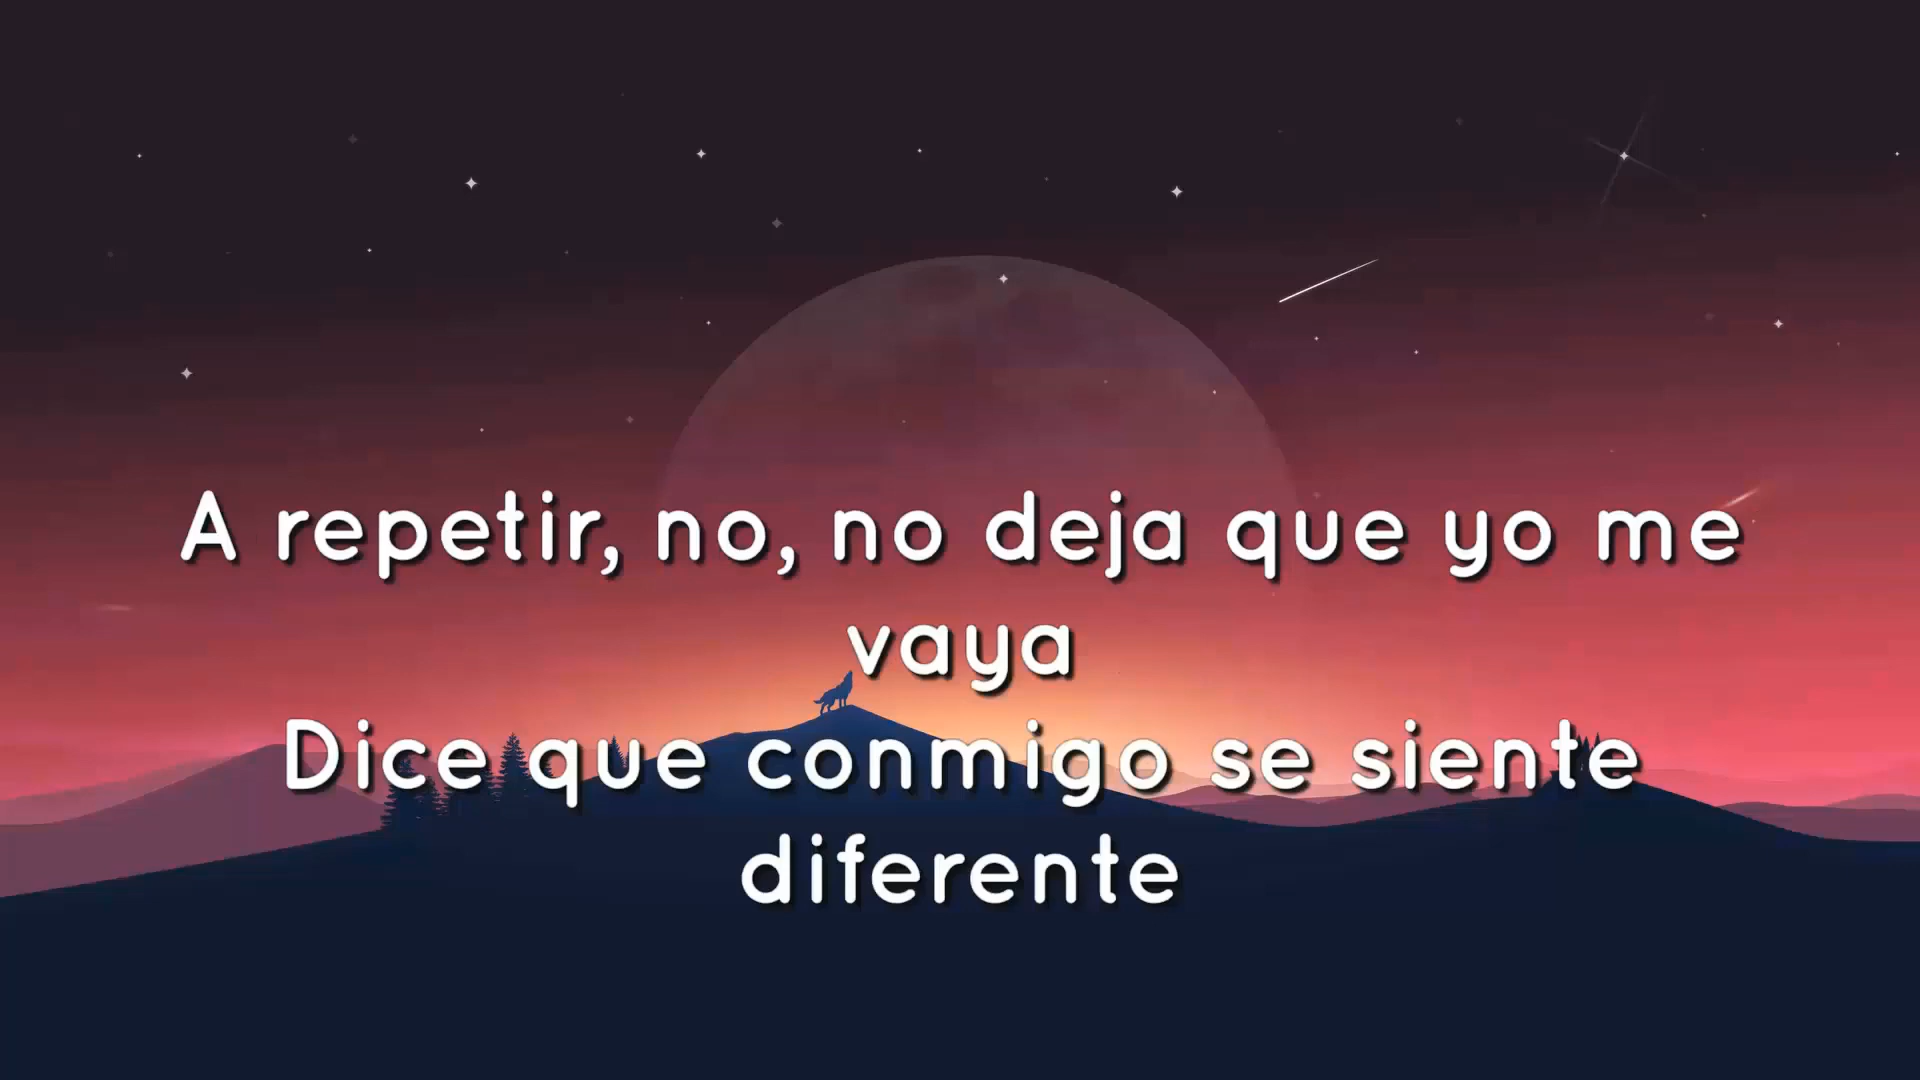 A repetir, no, no deja que yo me
vaya
Dice que conmigo se siente
diferente